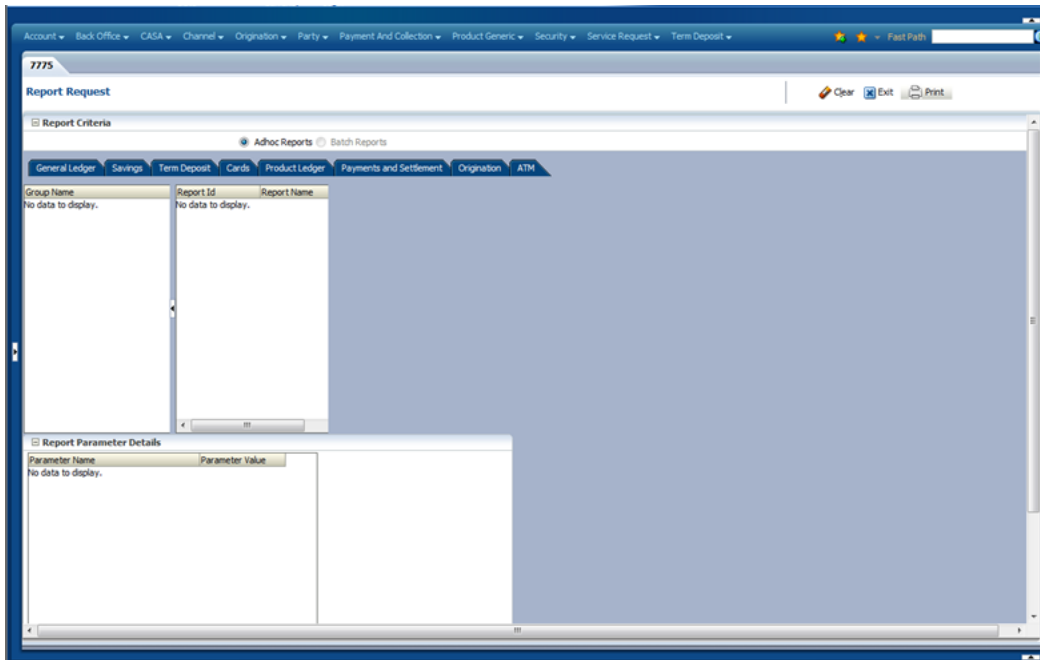 Account Back Office CASA Channel Origination Party Payment And Collection Product Generic Security Service Request Term Deposit Fast Path
7775
Report Request Clear Exit Print
Report Criteria
Adhoc Reports Batch Reports
General Ledger Savings Term Deposit Cards Product Ledger Payments and Settlement Origination ATM
Group Name Report Id Report Name
No data to display. No data to display.
Report Parameter Details
Parameter Name Parameter Value
No data to display.